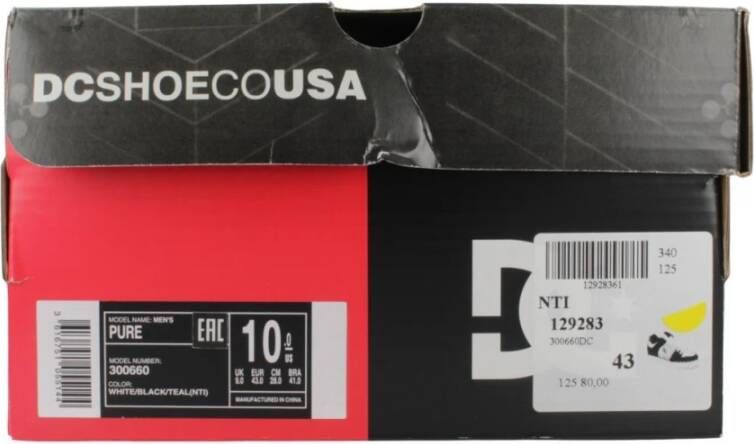 DCSHOECOUSA
MODEL NAME: MEN'S
PURE
EAC
10.0
US
MODEL NUMBER:
300660
UK EUR CM BRA
9.0 43.0 28.0 41.0
COLOR:
WHITE/BLACK/TEAL(NTI)
MANUFACTURED IN CHINA
DC
340
125
12928361
NTI
129283
300660DC
43
125 80,00